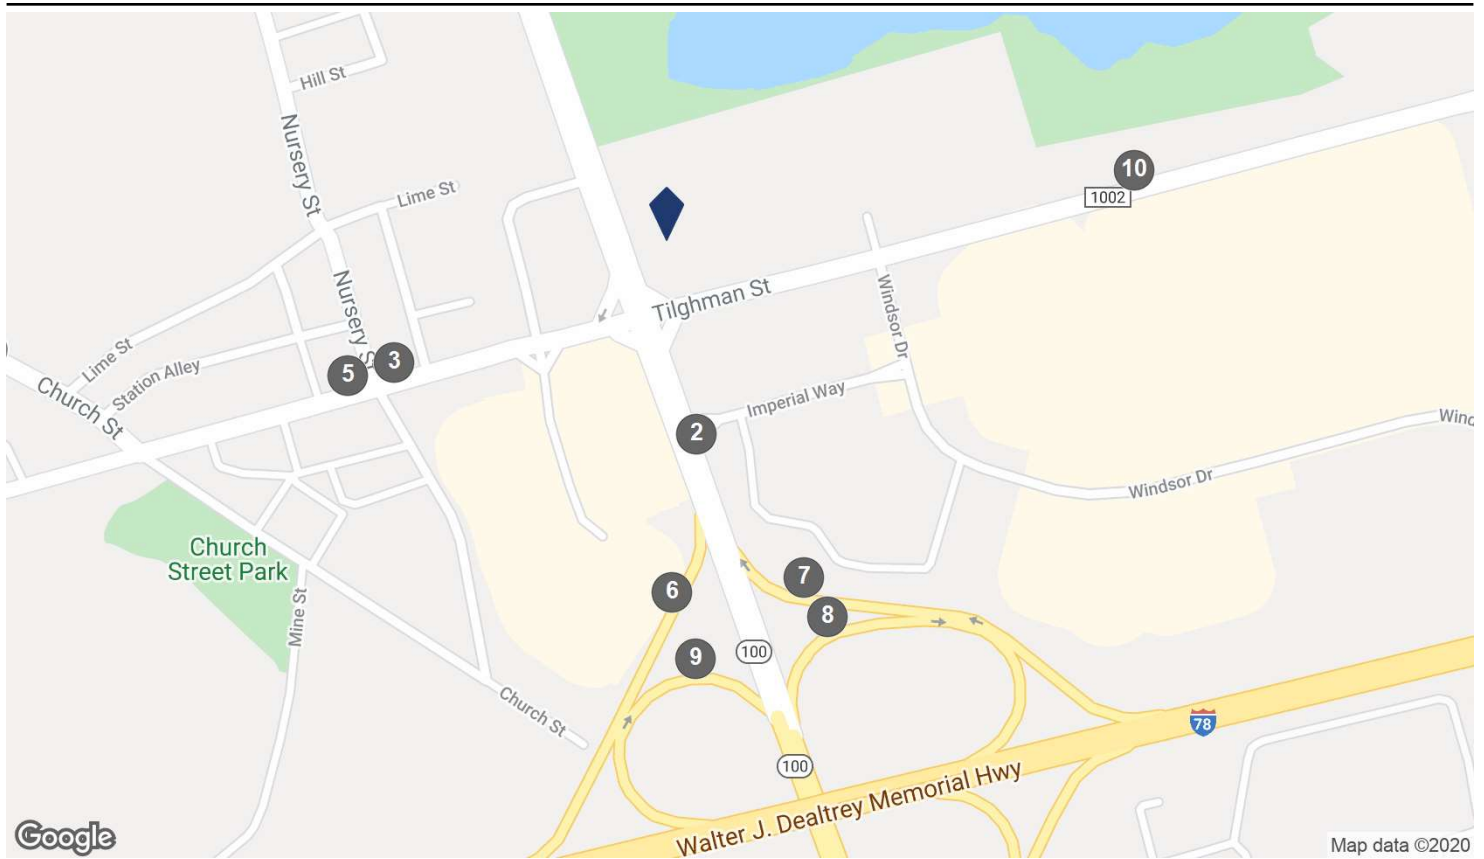 Hill St
Nursery St
Lime St
10
1002
Tilghman St
Windsor Dr
Nursery St
Lime St
Station Alley
5
3
Church St
Imperial Way
2
Wind
Windsor Dr
Church
Street Park
Mine St
6
7
8
9
100
Church St
78
100
Walter J. Dealtrey Memorial Hwy
Google
Map data ©2020